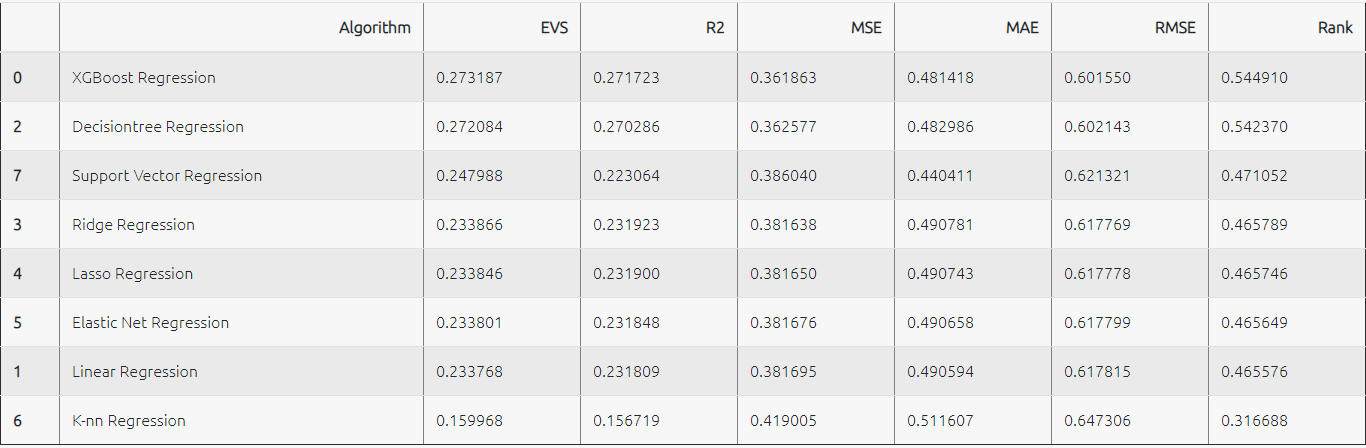 Algorithm EVS R2 MSE MAE RMSE Rank
0 XGBoost Regression 0.273187 0.271723 0.361863 0.481418 0.601550 0.544910
2 Decisiontree Regression 0.272084 0.270286 0.362577 0.482986 0.602143 0.542370
7 Support Vector Regression 0.247988 0.223064 0.386040 0.440411 0.621321 0.471052
3 Ridge Regression 0.233866 0.231923 0.381638 0.490781 0.617769 0.465789
4 Lasso Regression 0.233846 0.231900 0.381650 0.490743 0.617778 0.465746
5 Elastic Net Regression 0.233801 0.231848 0.381676 0.490658 0.617799 0.465649
1 Linear Regression 0.233768 0.231809 0.381695 0.490594 0.617815 0.465576
6 K-nn Regression 0.159968 0.156719 0.419005 0.511607 0.647306 0.316688